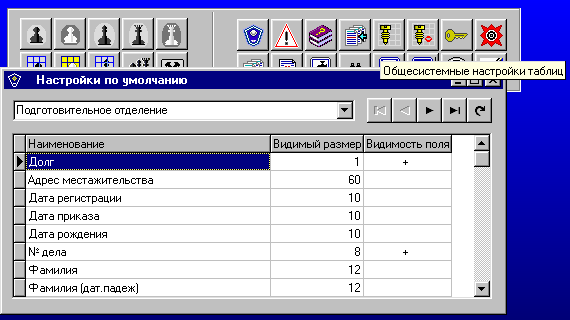 Общесистемные настройки таблиц
Настройки по умолчанию
Подготовительное отделение
Наименование Видимый размер Видимость поля
Долг 1 +
Адрес местажительства 60
Дата регистрации 10
Дата приказа 10
Дата рождения 10
№ дела 8 +
Фамилия 12
Фамилия (дат.падеж) 12